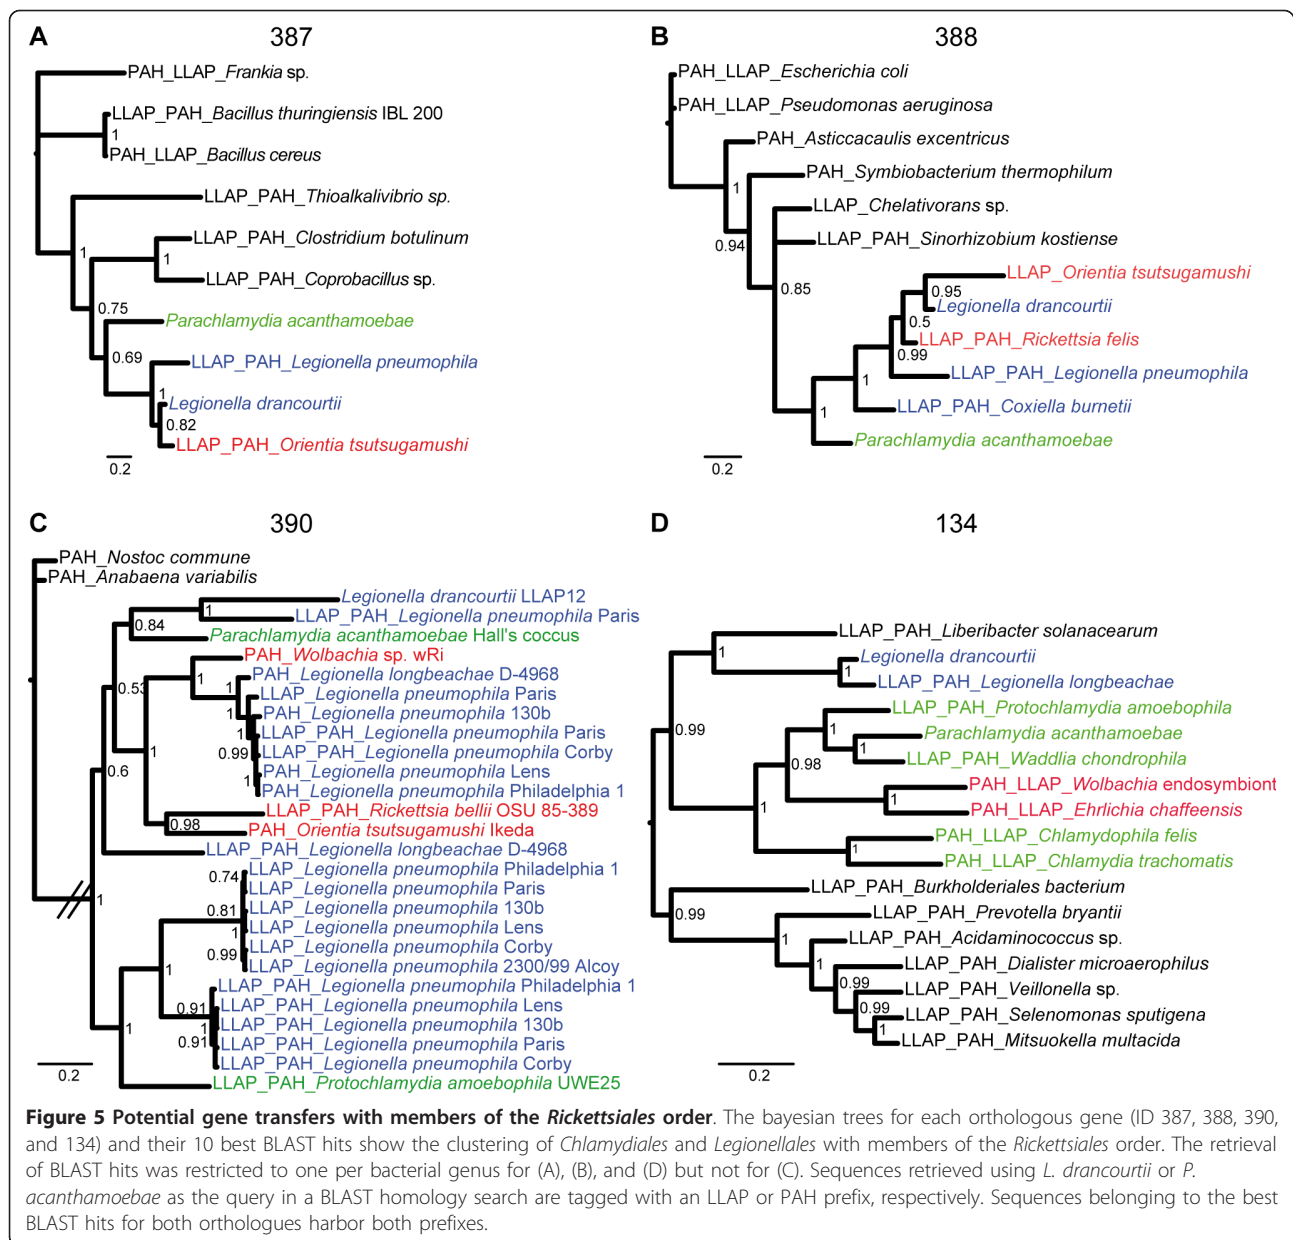 A
387
PAH_LLAP_Frankia sp.
LLAP_PAH_Bacillus thuringiensis IBL 200
1
PAH_LLAP_Bacillus cereus
LLAP_PAH_Thioalkalivibrio sp.
LLAP_PAH_Clostridium botulinum
1
1
LLAP_PAH_Coprobacillus sp.
0.75
Parachlamydia acanthamoebae
0.69
LLAP_PAH_Legionella pneumophila
1
Legionella drancourtii
0.82
LLAP_PAH_Orientia tsutsugamushi
0.2
B
388
PAH_LLAP_Escherichia coli
PAH_LLAP_Pseudomonas aeruginosa
PAH_Asticcacaulis excentricus
PAH_Symbiobacterium thermophilum
1
LLAP_Chelativorans sp.
0.94
LLAP_PAH_Sinorhizobium kostiense
LLAP_Orientia tsutsugamushi
0.85
0.95
Legionella drancourtii
0.5
LLAP_PAH_Rickettsia felis
0.99
LLAP_PAH_Legionella pneumophila
1
LLAP_PAH_Coxiella burnetii
1
Parachlamydia acanthamoebae
0.2
C
390
PAH_Nostoc commune
PAH_Anabaena variabilis
Legionella drancourtii LLAP12
1
LLAP_PAH_Legionella pneumophila Paris
0.84
Parachlamydia acanthamoebae Hall's coccus
PAH_Wolbachia sp. wRi
PAH_Legionella longbeachae D-4968
0.53
1
LLAP_Legionella pneumophila Paris
1
PAH_Legionella pneumophila 130b
1
LLAP_PAH_Legionella pneumophila Paris
1
0.99
LLAP_PAH_Legionella pneumophila Corby
0.6
PAH_Legionella pneumophila Lens
1
PAH_Legionella pneumophila Philadelphia 1
LLAP_PAH_Rickettsia bellii OSU 85-389
0.98
PAH_Orientia tsutsugamushi Ikeda
LLAP_PAH_Legionella longbeachae D-4968
LLAP_Legionella pneumophila Philadelphia 1
0.74
LLAP_Legionella pneumophila Paris
1
0.81
LLAP_Legionella pneumophila 130b
1
LLAP_Legionella pneumophila Lens
0.99
LLAP_Legionella pneumophila Corby
1
LLAP_Legionella pneumophila 2300/99 Alcoy
LLAP_PAH_Legionella pneumophila Philadelphia 1
0.91
LLAP_PAH_Legionella pneumophila Lens
1
1
LLAP_PAH_Legionella pneumophila 130b
0.91
LLAP_PAH_Legionella pneumophila Paris
LLAP_PAH_Legionella pneumophila Corby
0.2
LLAP_PAH_Protochlamydia amoebophila UWE25
D
134
LLAP_PAH_Liberibacter solanacearum
1
Legionella drancourtii
1
LLAP_PAH_Legionella longbeachae
LLAP_PAH_Protochlamydia amoebophila
0.99
1
Parachlamydia acanthamoebae
1
LLAP_PAH_Waddlia chondrophila
0.98
PAH_LLAP_Wolbachia endosymbiont
1
1
PAH_LLAP_Ehrlichia chaffeensis
PAH_LLAP_Chlamydophila felis
1
PAH_LLAP_Chlamydia trachomatis
LLAP_PAH_Burkholderiales bacterium
0.99
LLAP_PAH_Prevotella bryantii
1
LLAP_PAH_Acidaminococcus sp.
1
LLAP_PAH_Dialister microaerophilus
0.99
LLAP_PAH_Veillonella sp.
0.99
LLAP_PAH_Selenomonas sputigena
1
LLAP_PAH_Mitsuokella multacida
0.2
Figure 5 Potential gene transfers with members of the Rickettsiales order. The bayesian trees for each orthologous gene (ID 387, 388, 390,
and 134) and their 10 best BLAST hits show the clustering of Chlamydiales and Legionellales with members of the Rickettsiales order. The retrieval
of BLAST hits was restricted to one per bacterial genus for (A), (B), and (D) but not for (C). Sequences retrieved using L. drancourtii or P.
acanthamoebae as the query in a BLAST homology search are tagged with an LLAP or PAH prefix, respectively. Sequences belonging to the best
BLAST hits for both orthologues harbor both prefixes.